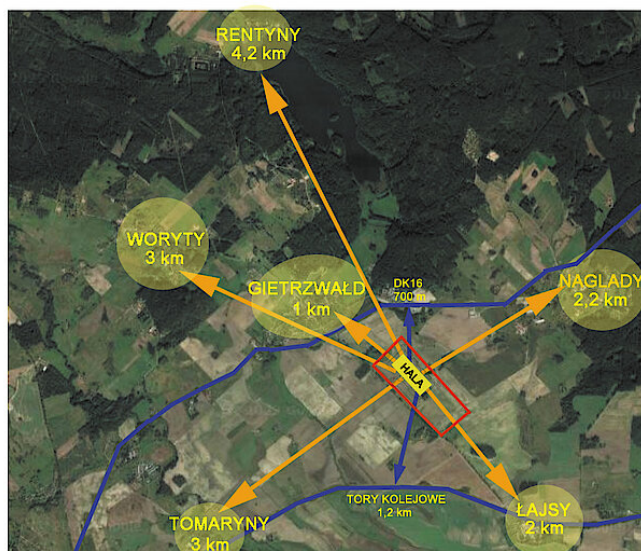 RENTYNY
4,2 km
WORYTY
3 km
GIETRZWAŁD
1 km
DK16
700 m
NAGLADY
2,2 km
HALA
TORY KOLEJOWE
1,2 km
TOMARYNY
3 km
ŁAJSY
2 km